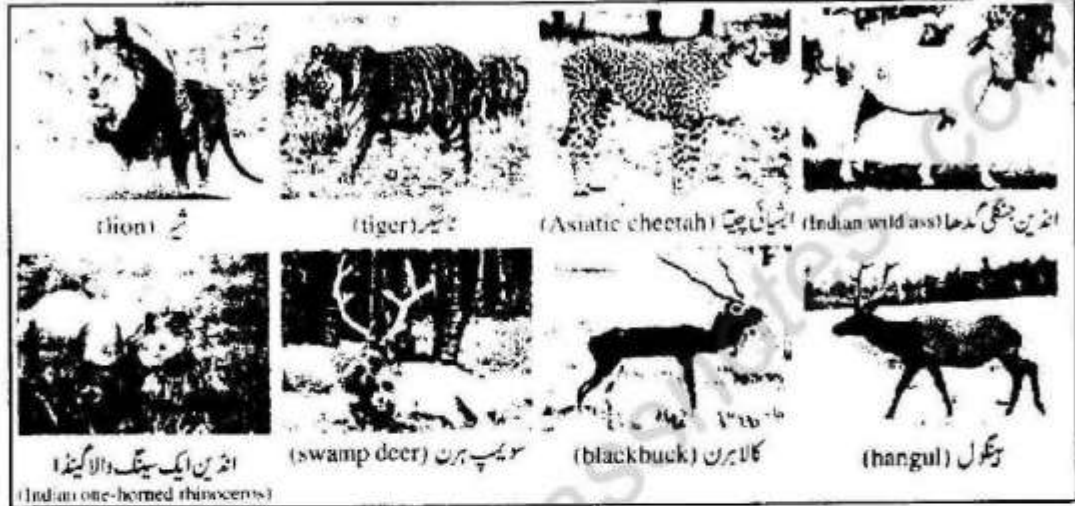 شیر (lion)
ٹائیگر (tiger)
ایشیائی چیتا (Asiatic cheetah)
انڈین جنگلی گدھا (Indian wild ass)
انڈین ایک سینگ والا گینڈا
(Indian one-horned rhinoceros)
سویمپ ہرن (swamp deer)
کالا ہرن (blackbuck)
ہینگول (hangul)